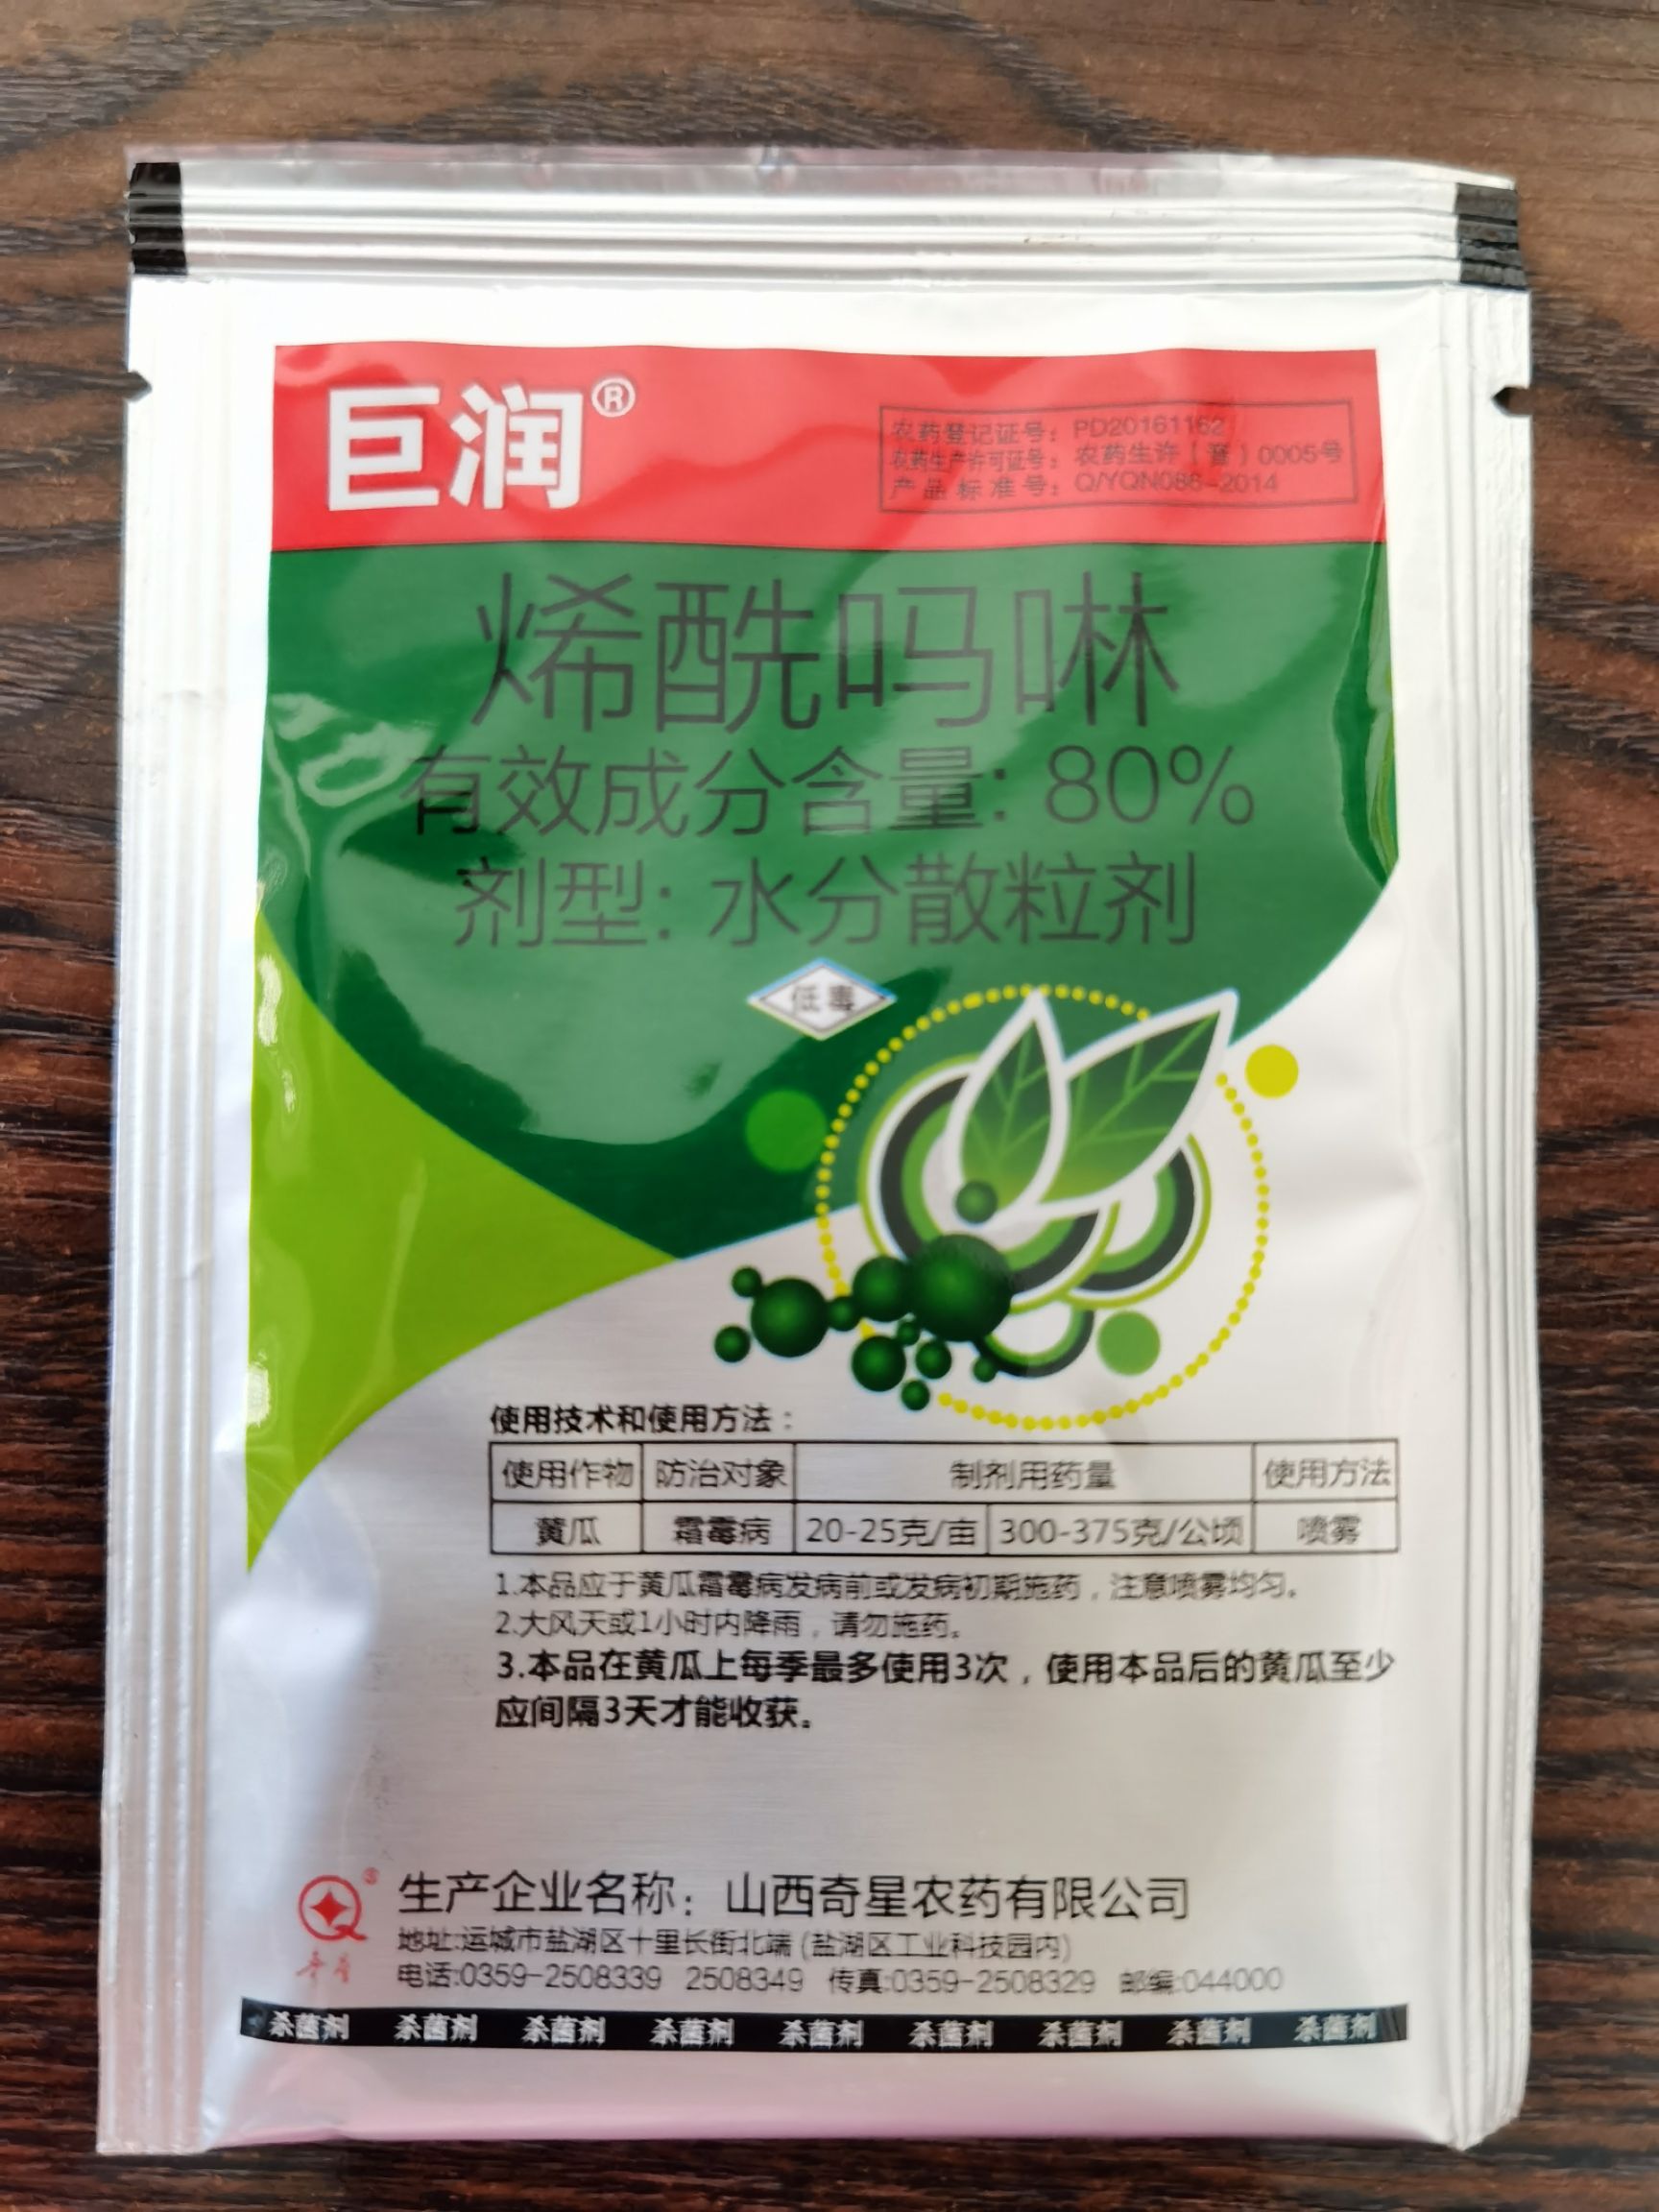 巨润®
农药登记证号：PD20161162
农药生产许可证号：农药生许（晋）0005号
产品标准号：Q/YQN086-2014
烯酰吗啉
有效成分含量: 80%
剂型: 水分散粒剂
低毒
使用技术和使用方法：
使用作物 防治对象 制剂用药量 使用方法
黄瓜 霜霉病 20-25克/亩 300-375克/公顷 喷雾
1.本品应于黄瓜霜霉病发病前或发病初期施药，注意喷雾均匀。
2.大风天或1小时内降雨，请勿施药。
3.本品在黄瓜上每季最多使用3次，使用本品后的黄瓜至少
应间隔3天才能收获。
奇星
生产企业名称：山西奇星农药有限公司
地址:运城市盐湖区十里长街北端 (盐湖区工业科技园内)
电话:0359-2508339 2508349 传真:0359-2508329 邮编:044000
杀菌剂 杀菌剂 杀菌剂 杀菌剂 杀菌剂 杀菌剂 杀菌剂 杀菌剂 杀菌剂